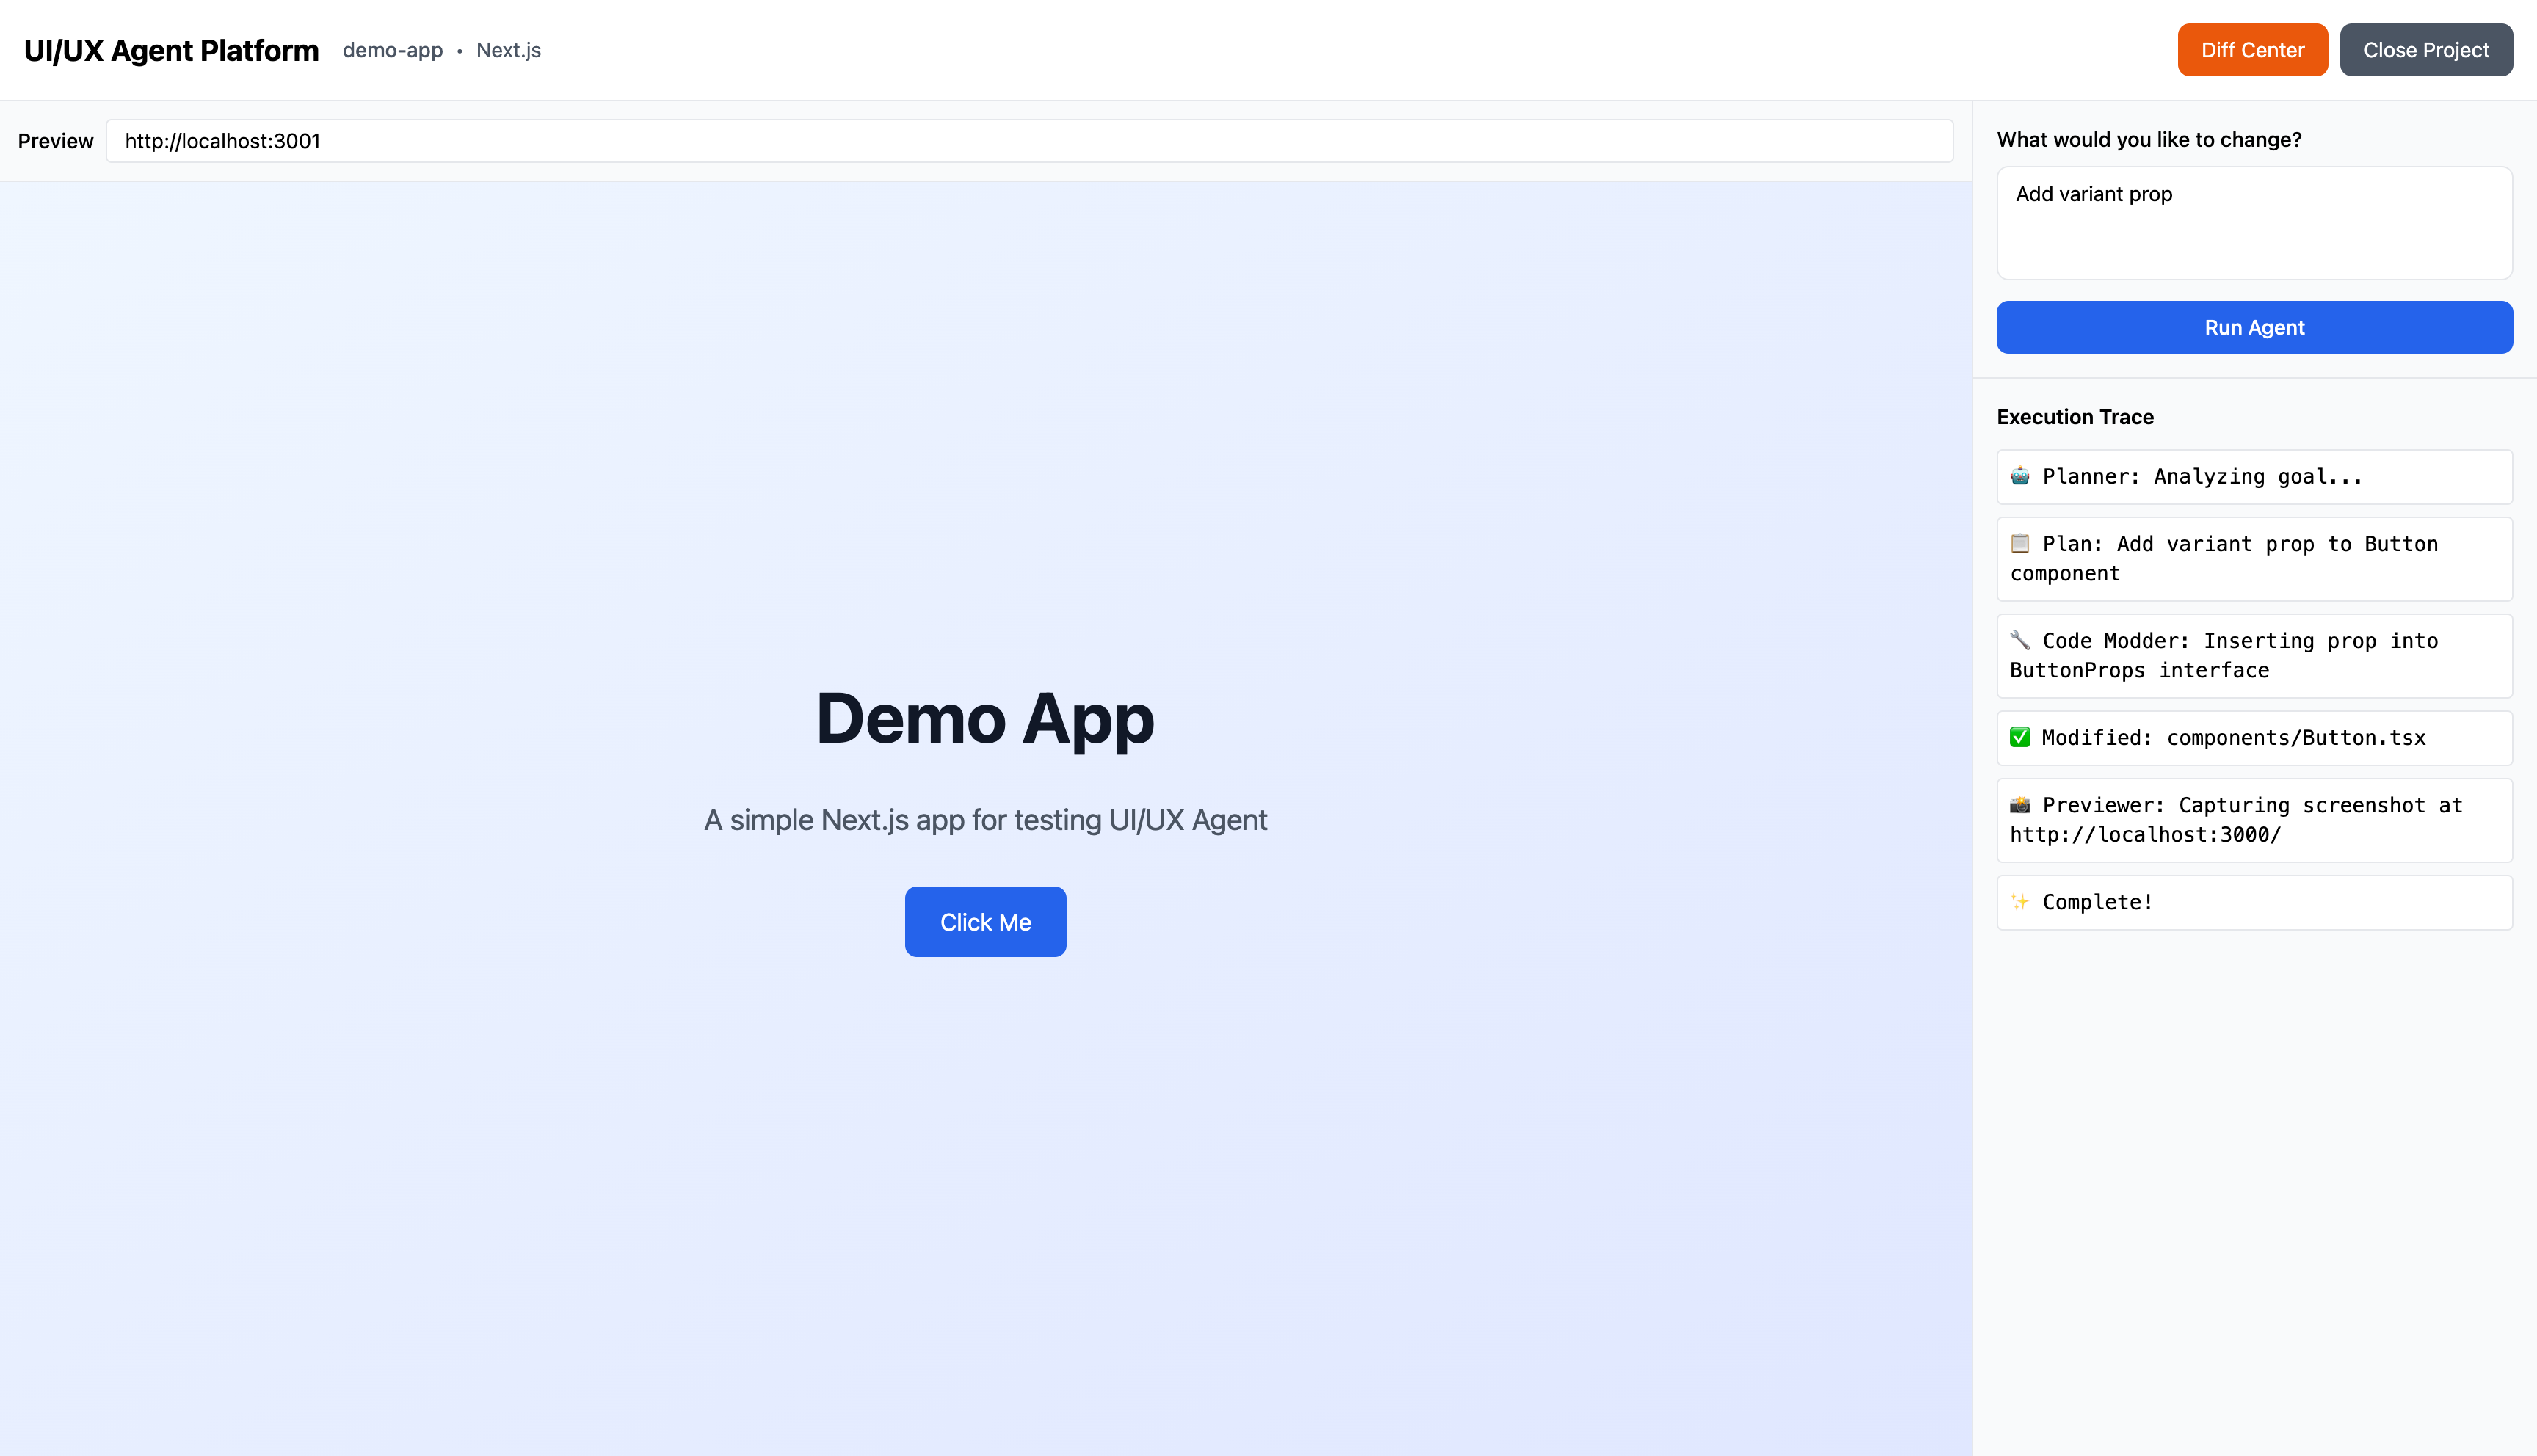 UI/UX Agent Platform demo-app • Next.js Diff Center Close Project
Preview http://localhost:3001
Demo App
A simple Next.js app for testing UI/UX Agent
Click Me
What would you like to change?
Add variant prop
Run Agent
Execution Trace
🤖 Planner: Analyzing goal...
📋 Plan: Add variant prop to Button
component
🔧 Code Modder: Inserting prop into
ButtonProps interface
✅ Modified: components/Button.tsx
📸 Previewer: Capturing screenshot at
http://localhost:3000/
✨ Complete!